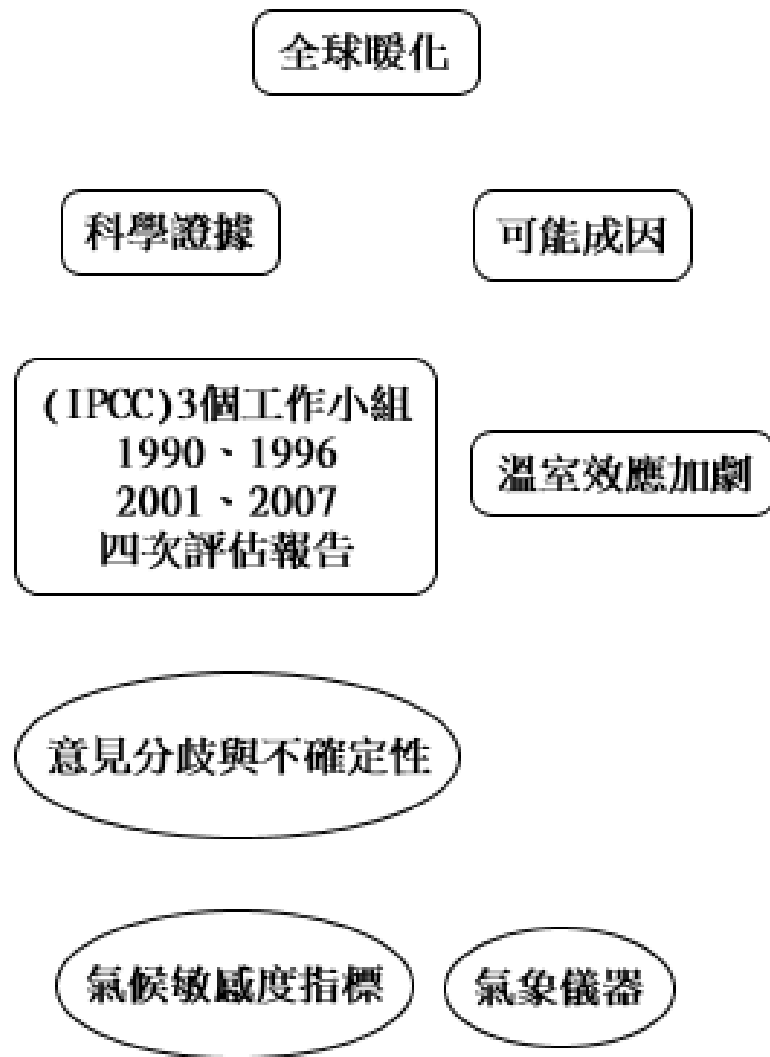 全球暖化
科學證據
可能成因
(IPCC)3個工作小組
1990、1996
2001、2007
四次評估報告
溫室效應加劇
意見分歧與不確定性
氣候敏感度指標
氣象儀器